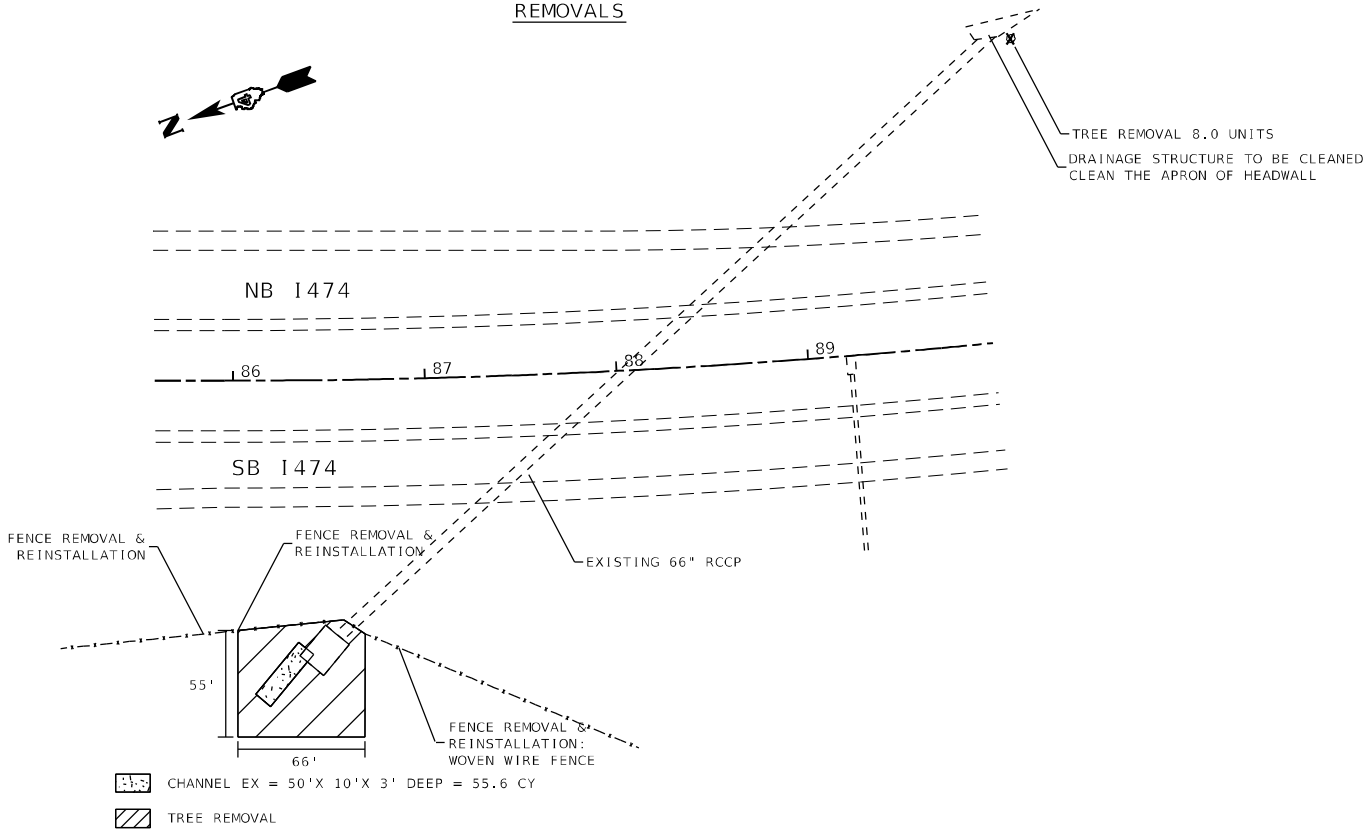 REMOVALS
N
TREE REMOVAL 8.0 UNITS
DRAINAGE STRUCTURE TO BE CLEANED
CLEAN THE APRON OF HEADWALL
NB I474
86
87
88
89
SB I474
FENCE REMOVAL &
REINSTALLATION
FENCE REMOVAL &
REINSTALLATION
EXISTING 66" RCCP
55'
66'
FENCE REMOVAL &
REINSTALLATION:
WOVEN WIRE FENCE
CHANNEL EX = 50'X 10'X 3' DEEP = 55.6 CY
TREE REMOVAL